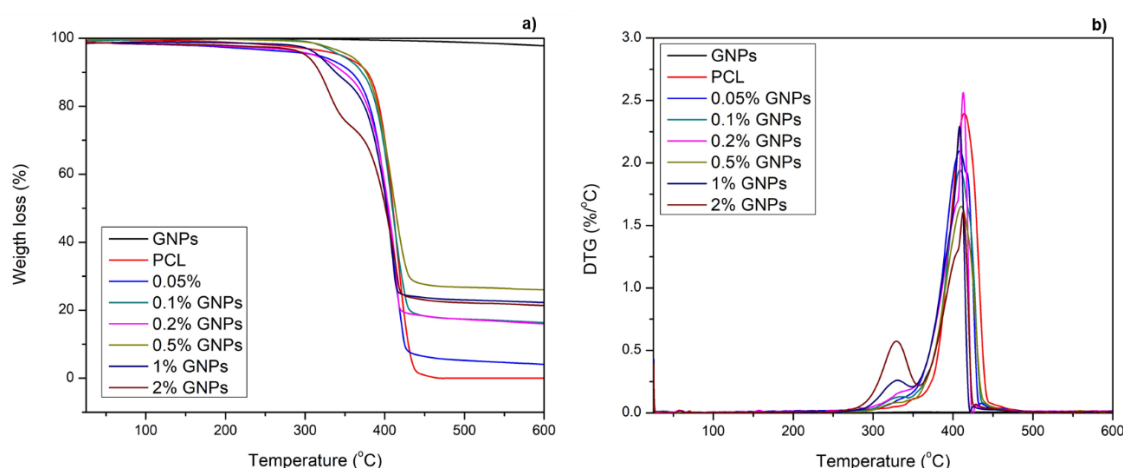 a)
100
80
60
40
20
0
Weigth loss (%)
GNPs
PCL
0.05%
0.1% GNPs
0.2% GNPs
0.5% GNPs
1% GNPs
2% GNPs
100 200 300 400 500 600
Temperature (°C)
b)
3.0
2.5
2.0
1.5
1.0
0.5
0.0
DTG (%/°C)
GNPs
PCL
0.05% GNPs
0.1% GNPs
0.2% GNPs
0.5% GNPs
1% GNPs
2% GNPs
100 200 300 400 500 600
Temperature (°C)